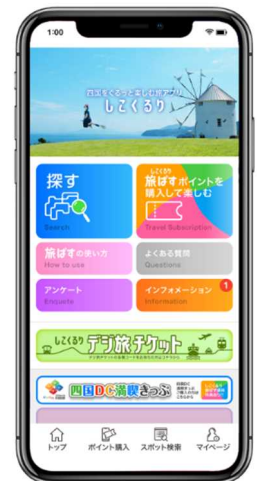 1:00
四国をぐるっと楽しむ旅アプリ
しこくるり
探す
Search
しこくるり
旅ぱすポイントを
購入して楽しむ
Travel Subscription
旅ぱすの使い方
How to use
よくある質問
Questions
アンケート
Enquete
インフォメーション
Information
1
しこくるり デジ旅チケット
四国DC満喫きっぷ
トップ
ポイント購入
スポット検索
マイページ